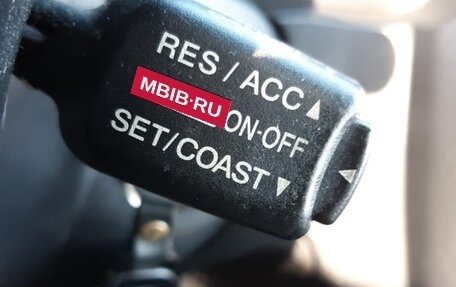 RES / ACC ▲
MBIB·RU
ON-OFF
SET/COAST ▼